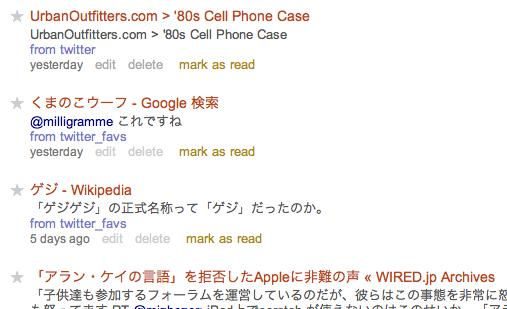 UrbanOutfitters.com > '80s Cell Phone Case
UrbanOutfitters.com > '80s Cell Phone Case
from twitter
yesterday edit delete mark as read
くまのこウーフ - Google 検索
@milligramme これですね
from twitter_favs
yesterday edit delete mark as read
ゲジ - Wikipedia
「ゲジゲジ」の正式名称って「ゲジ」だったのか。
from twitter_favs
5 days ago edit delete mark as read
「アラン・ケイの言語」を拒否したAppleに非難の声 « WIRED.jp Archives
「子供達も参加するフォーラムを運営しているのだが、彼らはこの事態を非常に怒